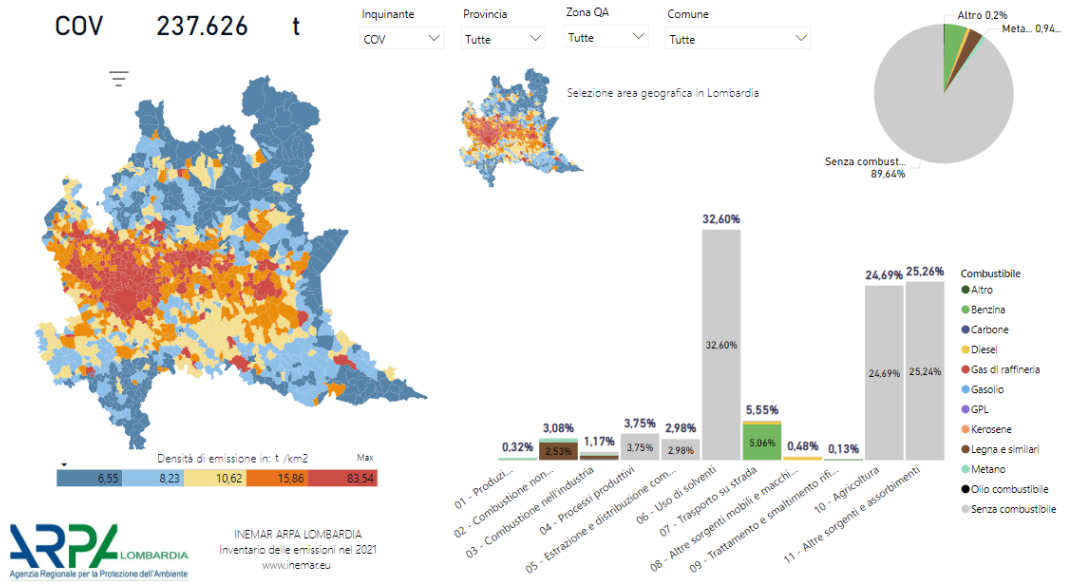 COV 237.626 t
Inquinante
COV
Provincia
Tutte
Zona QA
Tutte
Comune
Tutte
Selezione area geografica in Lombardia
Altro 0,2%
Meta... 0,94...
Senza combust...
89,64%
0,32%
3,08%
2.53%
1,17%
3,75%
3.75%
2,98%
2.98%
32,60%
32.60%
5,55%
5,06%
0,48%
0,13%
24,69%
24,69%
25,26%
25,24%
01 - Produzi...
02 - Combustione non...
03 - Combustione nell'industria
04 - Processi produttivi
05 - Estrazione e distribuzione com...
06 - Uso di solventi
07 - Trasporto su strada
08 - Altre sorgenti mobili e macchi...
09 - Trattamento e smaltimento rifi...
10 - Agricoltura
11 - Altre sorgenti e assorbimenti
Combustibile
Altro
Benzina
Carbone
Diesel
Gas di raffineria
Gasolio
GPL
Kerosene
Legna e similari
Metano
Olio combustibile
Senza combustibile
Densità di emissione in: t /km2
Max
6,55 8,23 10,62 15,86 83,54
ARPA LOMBARDIA
Agenzia Regionale per la Protezione dell'Ambiente
INEMAR ARPA LOMBARDIA
Inventario delle emissioni nel 2021
www.inemar.eu